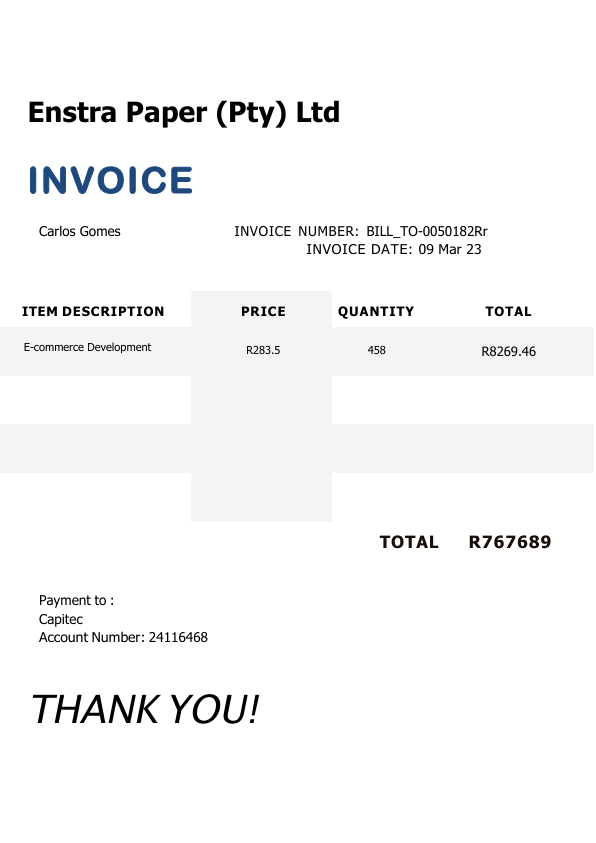 Enstra Paper (Pty) Ltd
INVOICE
Carlos Gomes INVOICE NUMBER: BILL_TO-0050182Rr
INVOICE DATE: 09 Mar 23
ITEM DESCRIPTION PRICE QUANTITY TOTAL
E-commerce Development R283.5 458 R8269.46
TOTAL R767689
Payment to :
Capitec
Account Number: 24116468
THANK YOU!